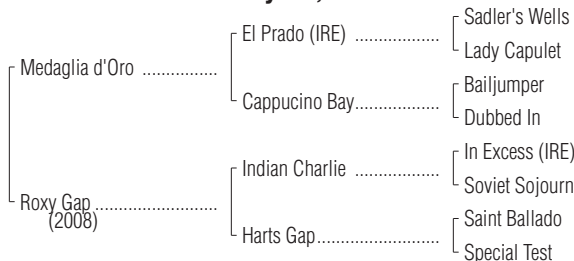 Sadler's Wells
El Prado (IRE) ..................
Lady Capulet
Medaglia d'Oro ................
Bailjumper
Cappucino Bay..................
Dubbed In
In Excess (IRE)
Indian Charlie ..................
Soviet Sojourn
Roxy Gap ..........................
(2008)
Saint Ballado
Harts Gap..........................
Special Test